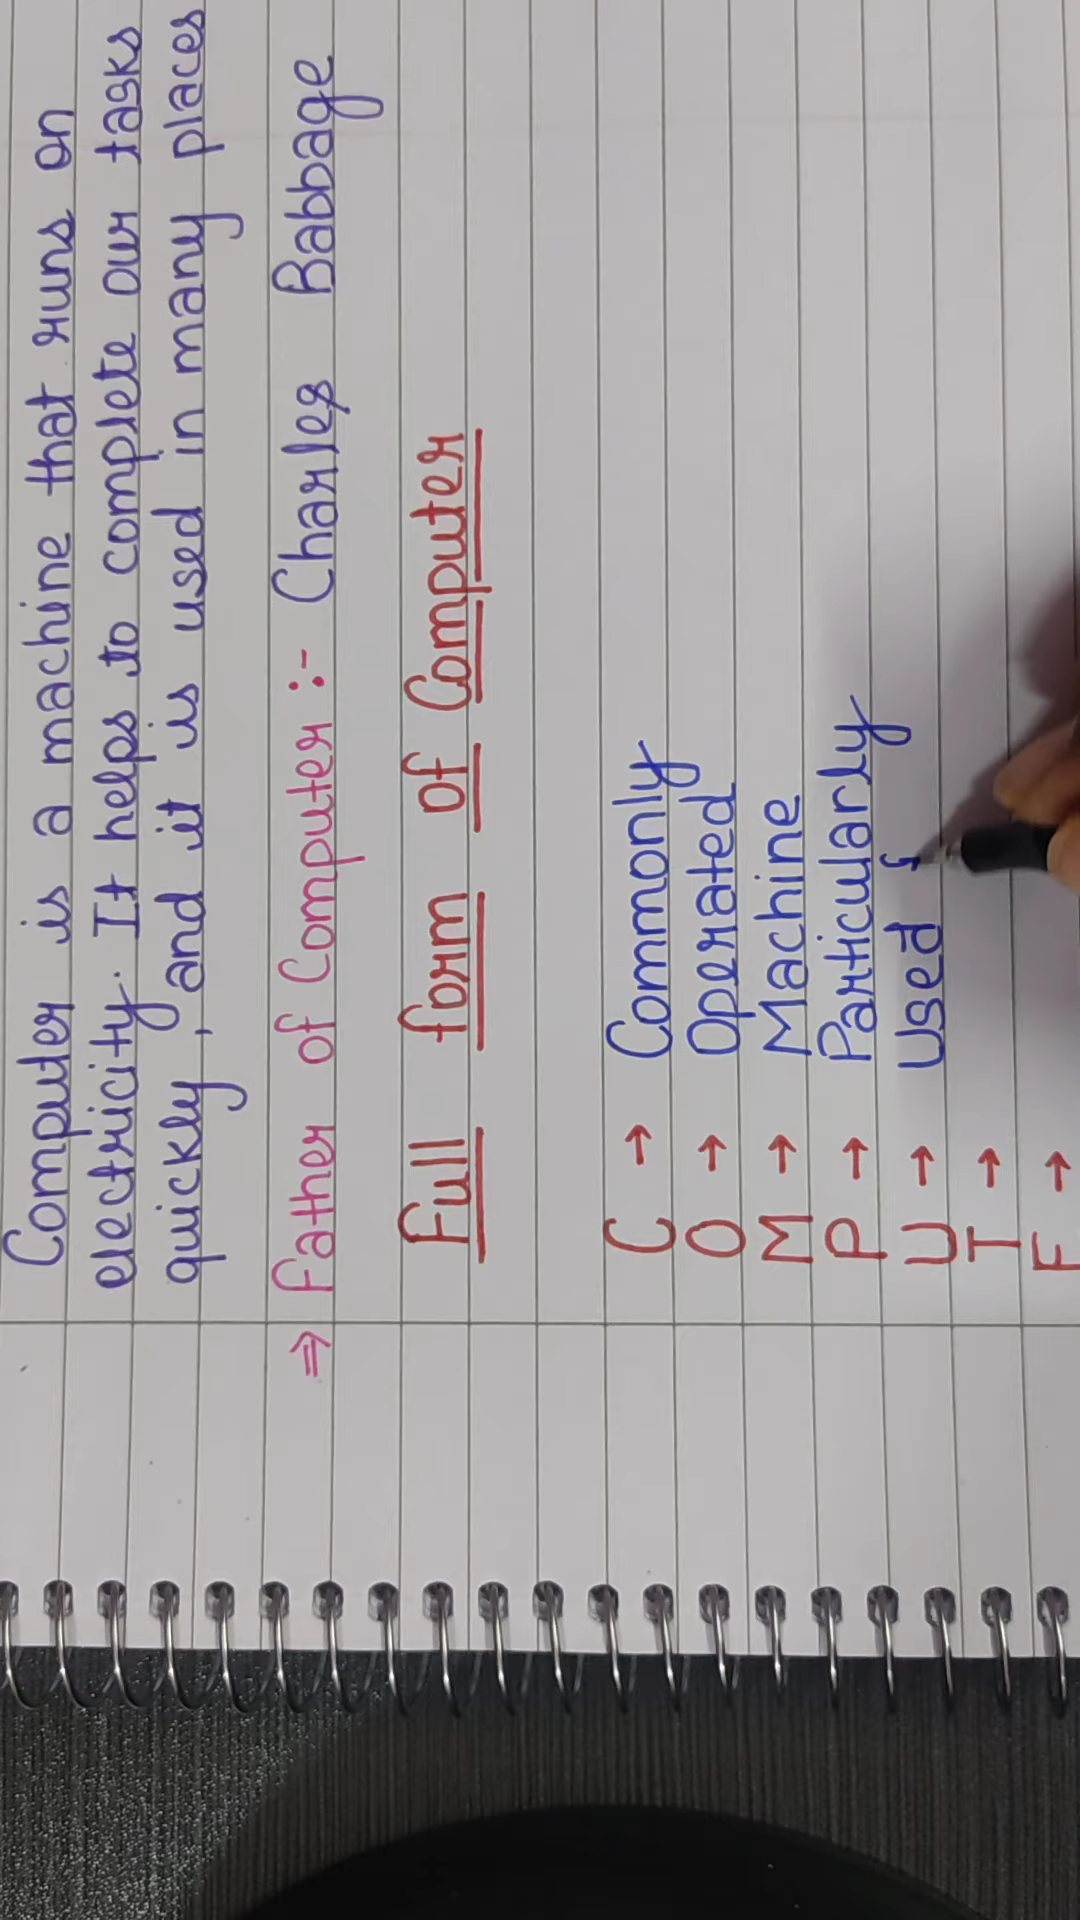 Computer is a machine that runs on
electricity. It helps to complete our tasks
quickly, and it is used in many places
⇒ Father of Computer :- Charles Babbage
Full form of Computer
C → Commonly
O → Operated
M → Machine
P → Particularly
U → Used
T →
E →